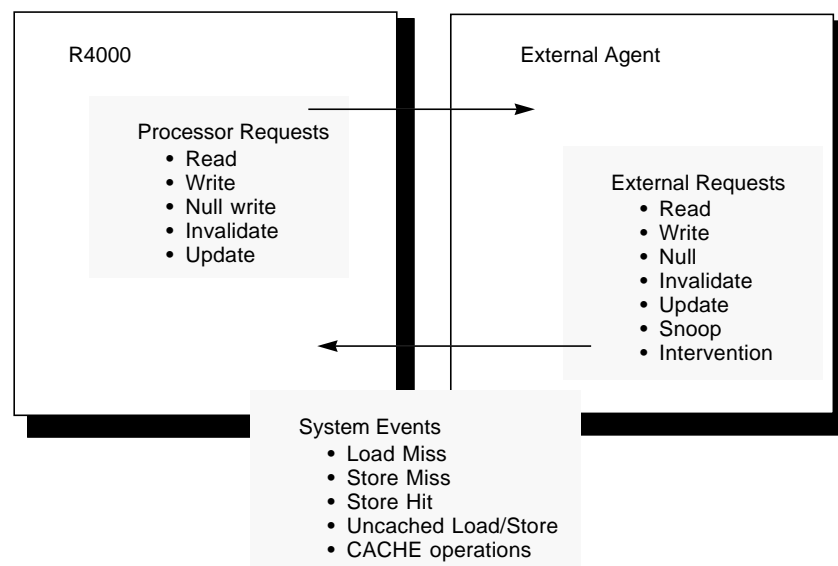 R4000
Processor Requests
• Read
• Write
• Null write
• Invalidate
• Update
External Agent
External Requests
• Read
• Write
• Null
• Invalidate
• Update
• Snoop
• Intervention
System Events
• Load Miss
• Store Miss
• Store Hit
• Uncached Load/Store
• CACHE operations